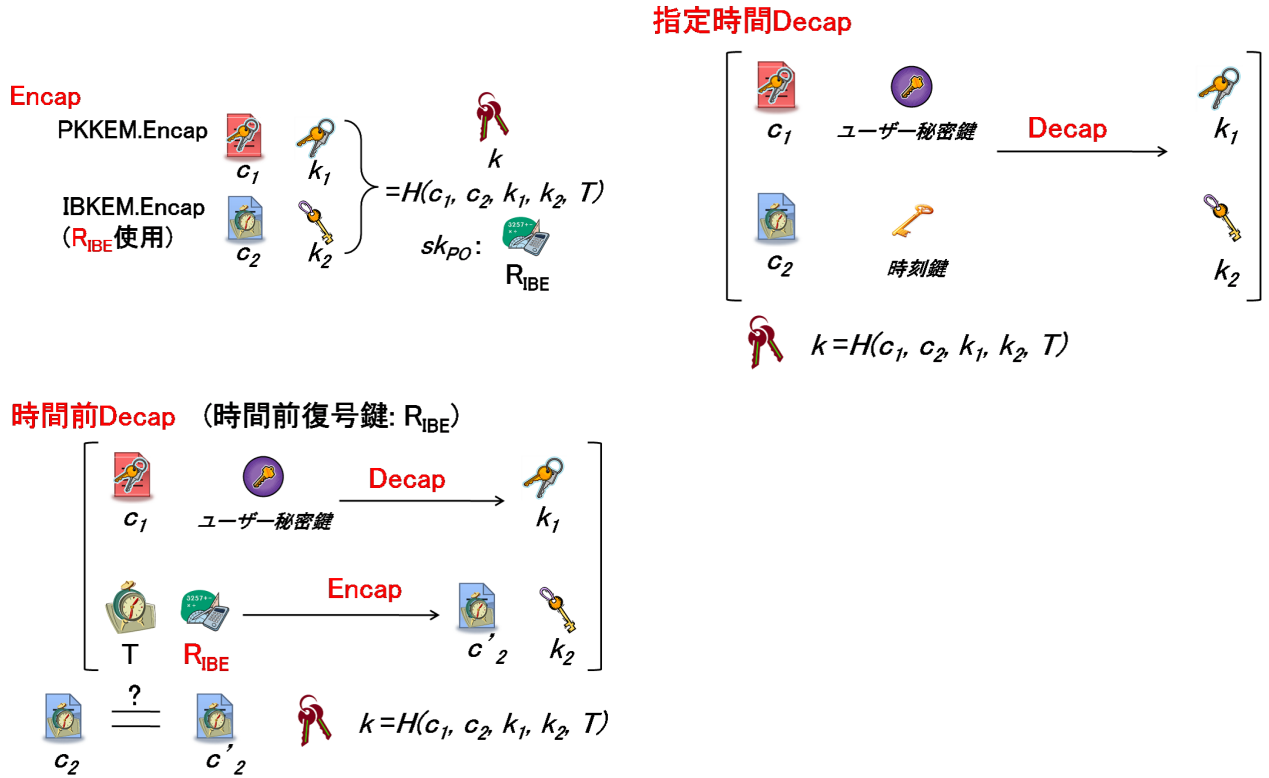 Encap
PKKEM.Encap
c1
k1
IBKEM.Encap
(RIBE使用)
c2
k2
k
=H(c1, c2, k1, k2, T)
skPO:
3257+-
×÷
RIBE
指定時間Decap
c1
ユーザー秘密鍵
Decap
k1
c2
時刻鍵
k2
k=H(c1, c2, k1, k2, T)
時間前Decap (時間前復号鍵: RIBE)
c1
ユーザー秘密鍵
Decap
k1
T
3257+-
×÷
RIBE
Encap
c’2
k2
c2
?
c’2
k=H(c1, c2, k1, k2, T)